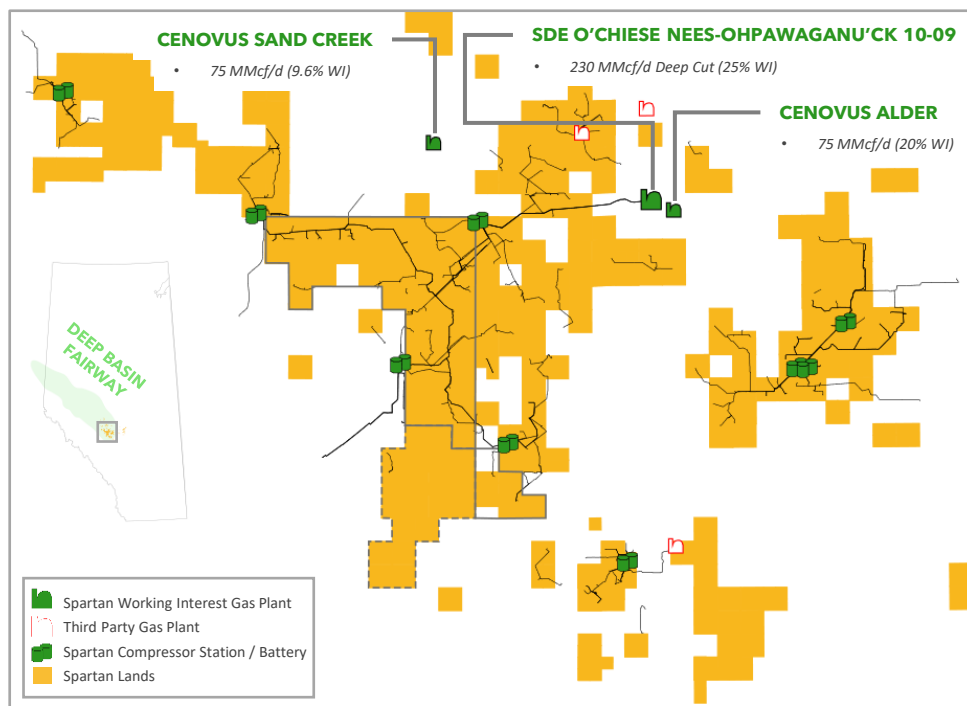 CENOVUS SAND CREEK
• 75 MMcf/d (9.6% WI)
SDE O'CHIESE NEES-OHPAWAGANU'CK 10-09
• 230 MMcf/d Deep Cut (25% WI)
CENOVUS ALDER
• 75 MMcf/d (20% WI)
DEEP BASIN
FAIRWAY
Spartan Working Interest Gas Plant
Third Party Gas Plant
Spartan Compressor Station / Battery
Spartan Lands